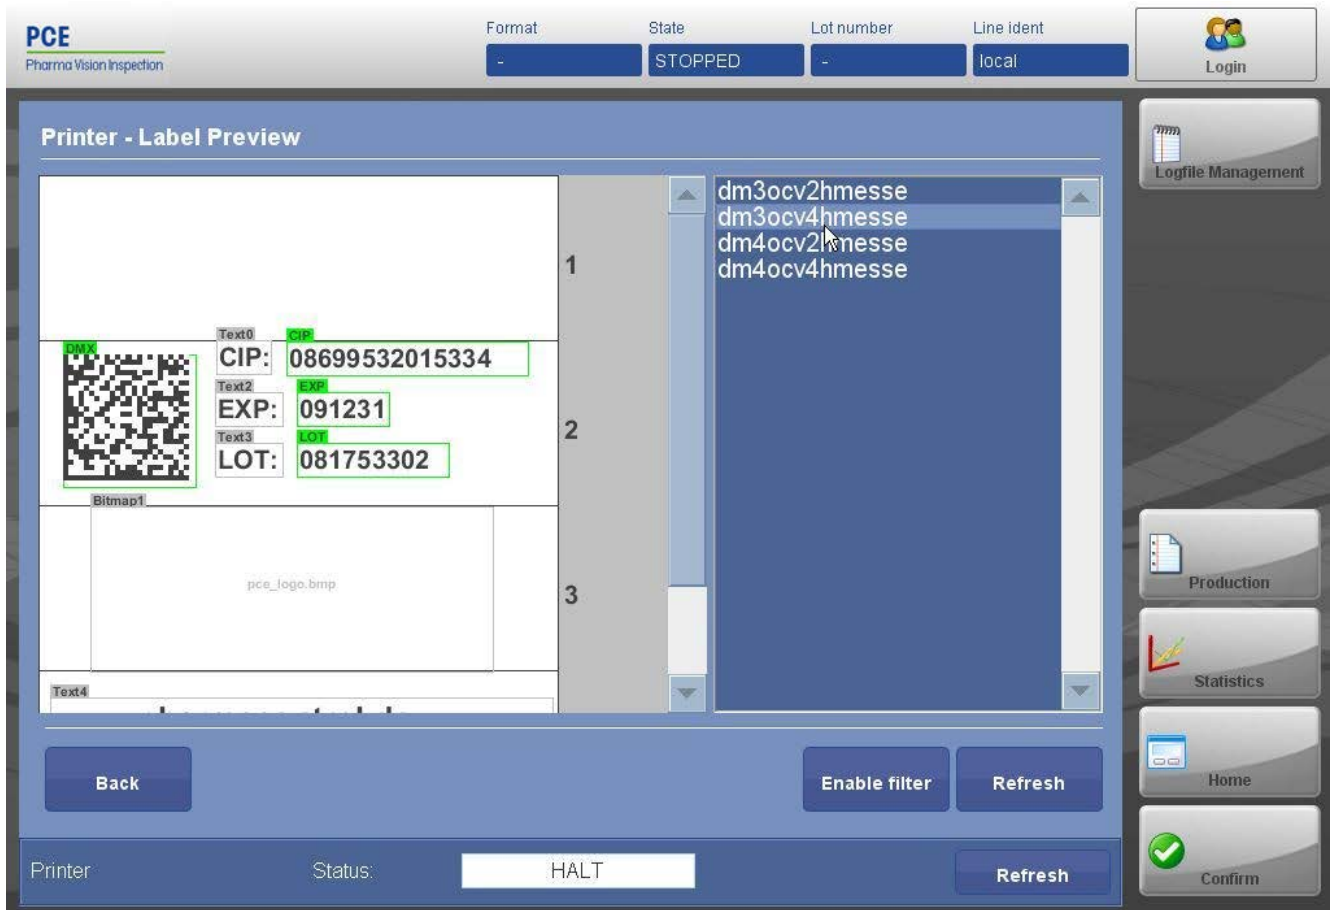 PCE
Pharma Vision Inspection
Format
State
Lot number
Line ident
-
STOPPED
-
local
Login
Printer - Label Preview
Logfile Management
dm3ocv2hmesse
dm3ocv4hmesse
dm4ocv2hmesse
dm4ocv4hmesse
1
Text0
CIP
DMX
CIP:
08699532015334
Text2
EXP
EXP:
091231
2
Text3
LOT
LOT:
081753302
Bitmap1
pce_logo.bmp
3
Text4
Production
Statistics
Back
Enable filter
Refresh
Home
Printer
Status:
HALT
Refresh
Confirm